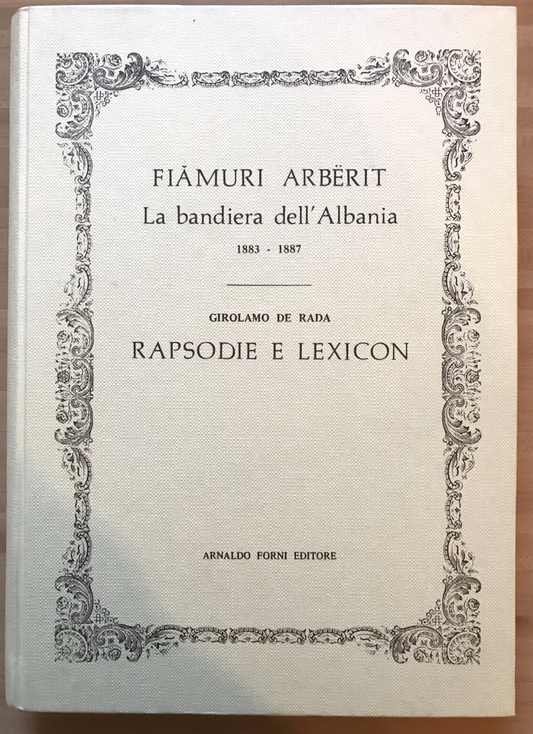 FIĂMURI ARBËRIT
La bandiera dell'Albania
1883 - 1887
GIROLAMO DE RADA
RAPSODIE E LEXICON
ARNALDO FORNI EDITORE